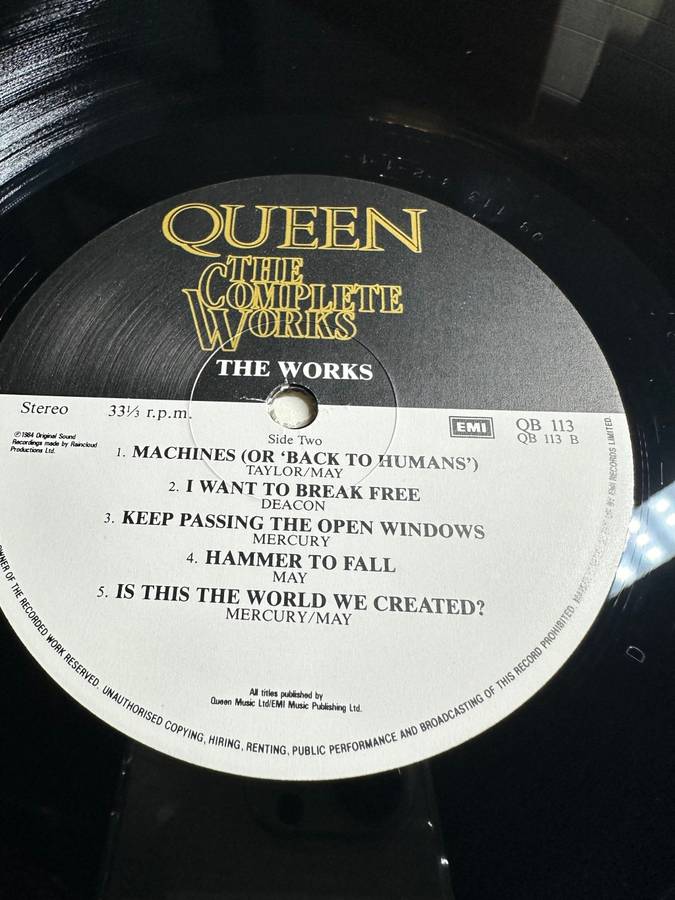 QUEEN
THE
COMPLETE
WORKS
THE WORKS
Stereo 33⅓ r.p.m.
EMI QB 113
QB 113 B
℗1984 Original Sound
Recordings made by Raincloud
Productions Ltd.
Side Two
1. MACHINES (OR ‘BACK TO HUMANS’)
TAYLOR/MAY
2. I WANT TO BREAK FREE
DEACON
3. KEEP PASSING THE OPEN WINDOWS
MERCURY
4. HAMMER TO FALL
MAY
5. IS THIS THE WORLD WE CREATED?
MERCURY/MAY
All titles published by
Queen Music Ltd/EMI Music Publishing Ltd.
OWNER OF THE RECORDED WORK RESERVED. UNAUTHORISED COPYING, HIRING, RENTING, PUBLIC PERFORMANCE AND BROADCASTING OF THIS RECORD PROHIBITED. BY EMI RECORDS LIMITED.